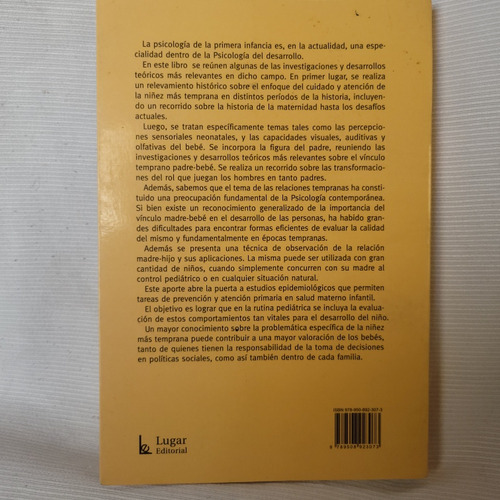 La psicología de la primera infancia es, en la actualidad, una espe-
cialidad dentro de la Psicología del desarrollo.
En este libro se reúnen algunas de las investigaciones y desarrollos
teóricos más relevantes en dicho campo. En primer lugar, se realiza
un relevamiento histórico sobre el enfoque del cuidado y atención de
la niñez más temprana en distintos períodos de la historia, incluyen-
do un recorrido sobre la historia de la maternidad hasta los desafíos
actuales.
Luego, se tratan específicamente temas tales como las percepcio-
nes sensoriales neonatales, y las capacidades visuales, auditivas y
olfativas del bebé. Se incorpora la figura del padre, reuniendo las
investigaciones y desarrollos teóricos más relevantes sobre el vínculo
temprano padre-bebé. Se realiza un recorrido sobre las transformacio-
nes del rol que juegan los hombres en tanto padres.
Además, sabemos que el tema de las relaciones tempranas ha consti-
tuido una preocupación fundamental de la Psicología contemporánea.
Si bien existe un reconocimiento generalizado de la importancia del
vínculo madre-bebé en el desarrollo de las personas, ha habido gran-
des dificultades para encontrar formas eficientes de evaluar la calidad
del mismo y fundamentalmente en épocas tempranas.
Además se presenta una técnica de observación de la relación
madre-hijo y sus aplicaciones. La misma puede ser utilizada con gran
cantidad de niños, cuando simplemente concurren con su madre al
control pediátrico o en cualquier situación natural.
Este aporte abre la puerta a estudios epidemiológicos que permiten
tareas de prevención y atención primaria en salud materno infantil.
El objetivo es lograr que en la rutina pediátrica se incluya la evalua-
ción de estos comportamientos tan vitales para el desarrollo del niño.
Un mayor conocimiento sobre la problemática específica de la niñez
más temprana puede contribuir a una mayor valoración de los bebés,
tanto de quienes tienen la responsabilidad de la toma de decisiones
en políticas sociales, como así también dentro de cada familia.
Lugar
Editorial